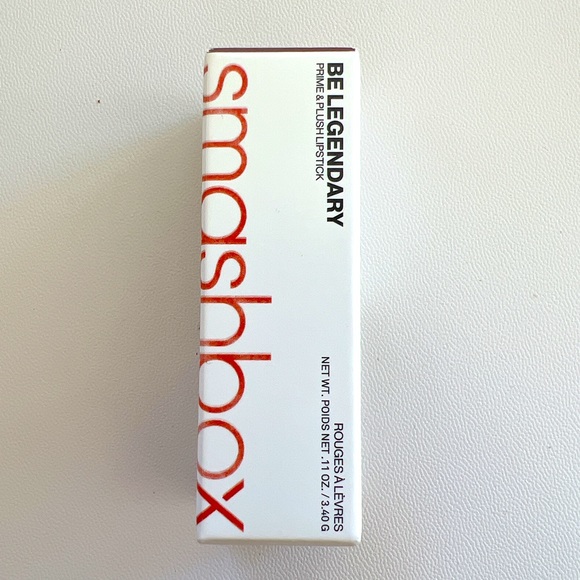 BE LEGENDARY
PRIME & PLUSH LIPSTICK
smashbox
ROUGES À LÈVRES
NET WT. POIDS NET .11 OZ. / 3.40 G